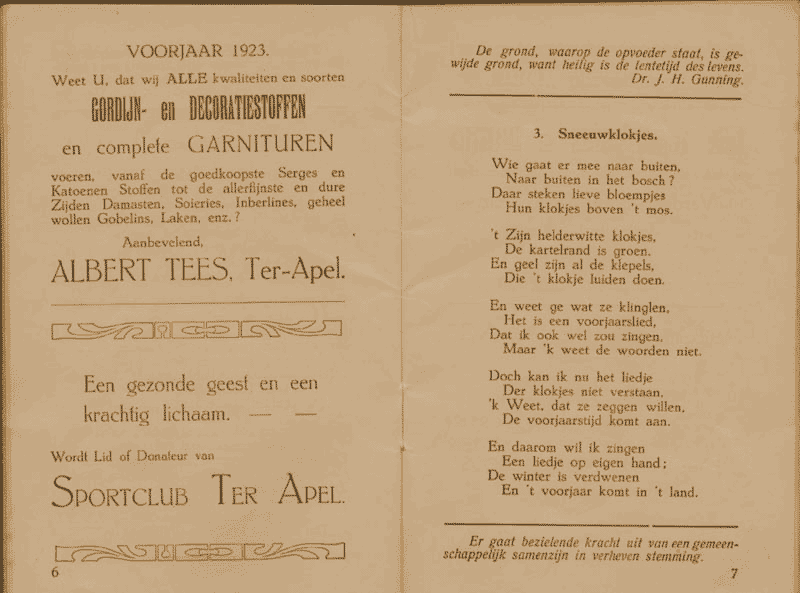 VOORJAAR 1923.
Weet U, dat wij ALLE kwaliteiten en soorten
GORDIJN- en DECORATIESTOFFEN
en complete GARNITUREN
voeren, vanaf de goedkoopste Serges en
Katoenen Stoffen tot de allerfijnste en dure
Zijden Damasten, Soieries, Inberlines, geheel
wollen Gobelins, Laken, enz.?
Aanbevelend,
ALBERT TEES, Ter-Apel.
Een gezonde geest en een
krachtig lichaam. — —
Wordt Lid of Donateur van
SPORTCLUB TER APEL.
6
De grond, waarop de opvoeder staat, is ge-
wijde grond, want heilig is de lentetijd des levens.
Dr. J. H. Gunning.
3. Sneeuwklokjes.
Wie gaat er mee naar buiten,
Naar buiten in het bosch?
Daar steken lieve bloempjes
Hun klokjes boven 't mos.
't Zijn helderwitte klokjes,
De kartelrand is groen.
En geel zijn al de klepels,
Die 't klokje luiden doen.
En weet ge wat ze klinglen,
Het is een voorjaarslied,
Dat ik ook wel zou zingen,
Maar 'k weet de woorden niet.
Doch kan ik nu het liedje
Der klokjes niet verstaan,
'k Weet, dat ze zeggen willen,
De voorjaarstijd komt aan.
En daarom wil ik zingen
Een liedje op eigen hand;
De winter is verdwenen
En 't voorjaar komt in 't land.
Er gaat bezielende kracht uit van een gemeen-
schappelijk samenzijn in verheven stemming.
7